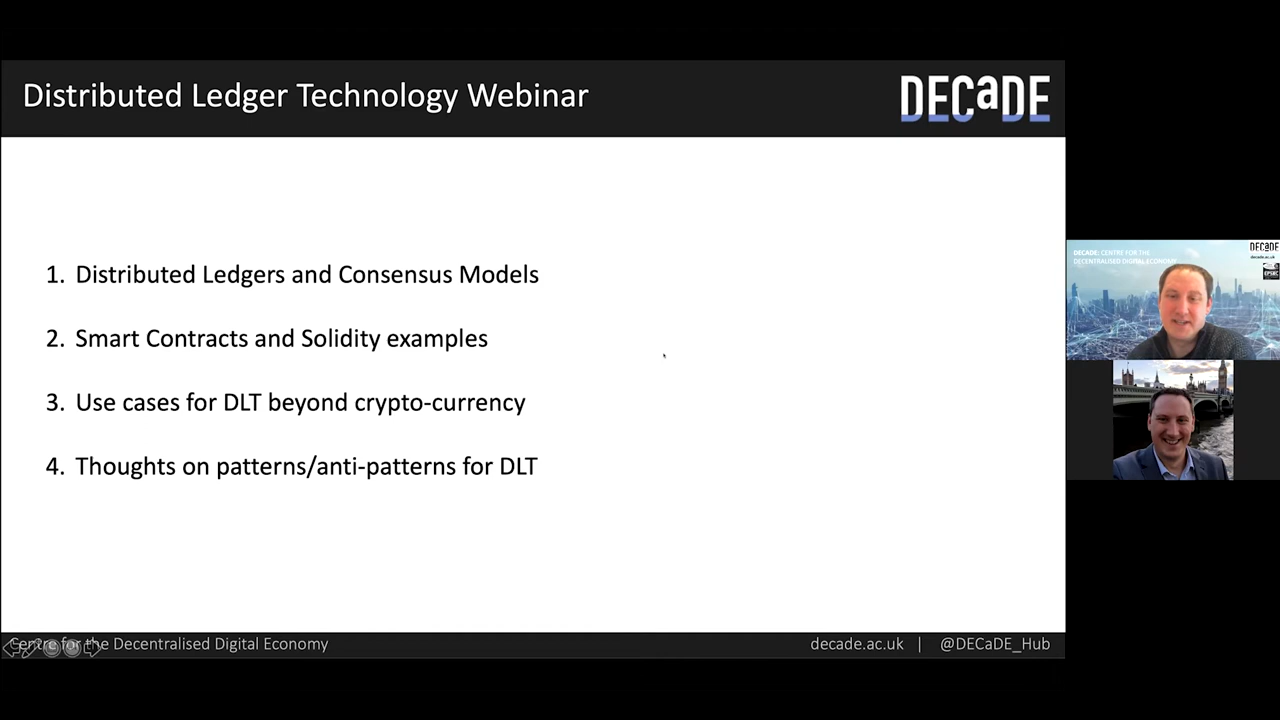 Distributed Ledger Technology Webinar
DECaDE
1. Distributed Ledgers and Consensus Models
2. Smart Contracts and Solidity examples
3. Use cases for DLT beyond crypto-currency
4. Thoughts on patterns/anti-patterns for DLT
Centre for the Decentralised Digital Economy
decade.ac.uk | @DECaDE_Hub
DECaDE
DECADE: CENTRE FOR THE
DECENTRALISED DIGITAL ECONOMY
decade.ac.uk
EPSRC